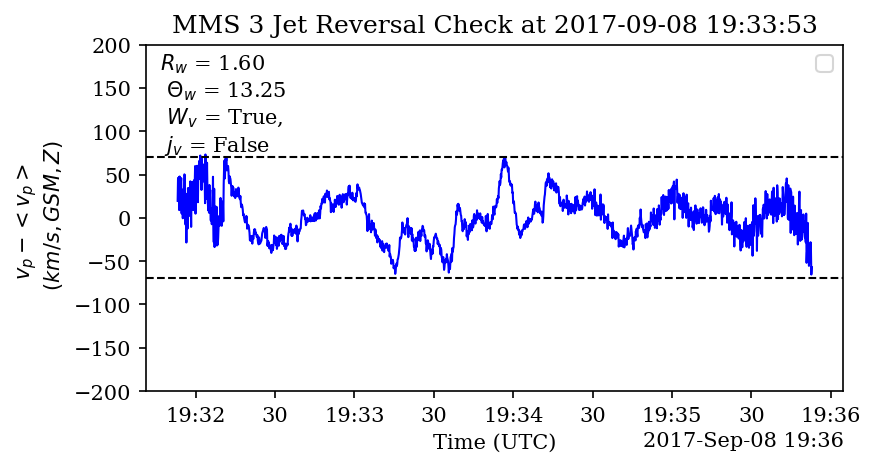 MMS 3 Jet Reversal Check at 2017-09-08 19:33:53
R_w = 1.60
Θ_w = 13.25
W_v = True,
j_v = False
200
150
100
50
0
−50
−100
−150
−200
v_p − < v_p >
(km/s, GSM, Z)
19:32 30 19:33 30 19:34 30 19:35 30 19:36
Time (UTC)
2017-Sep-08 19:36